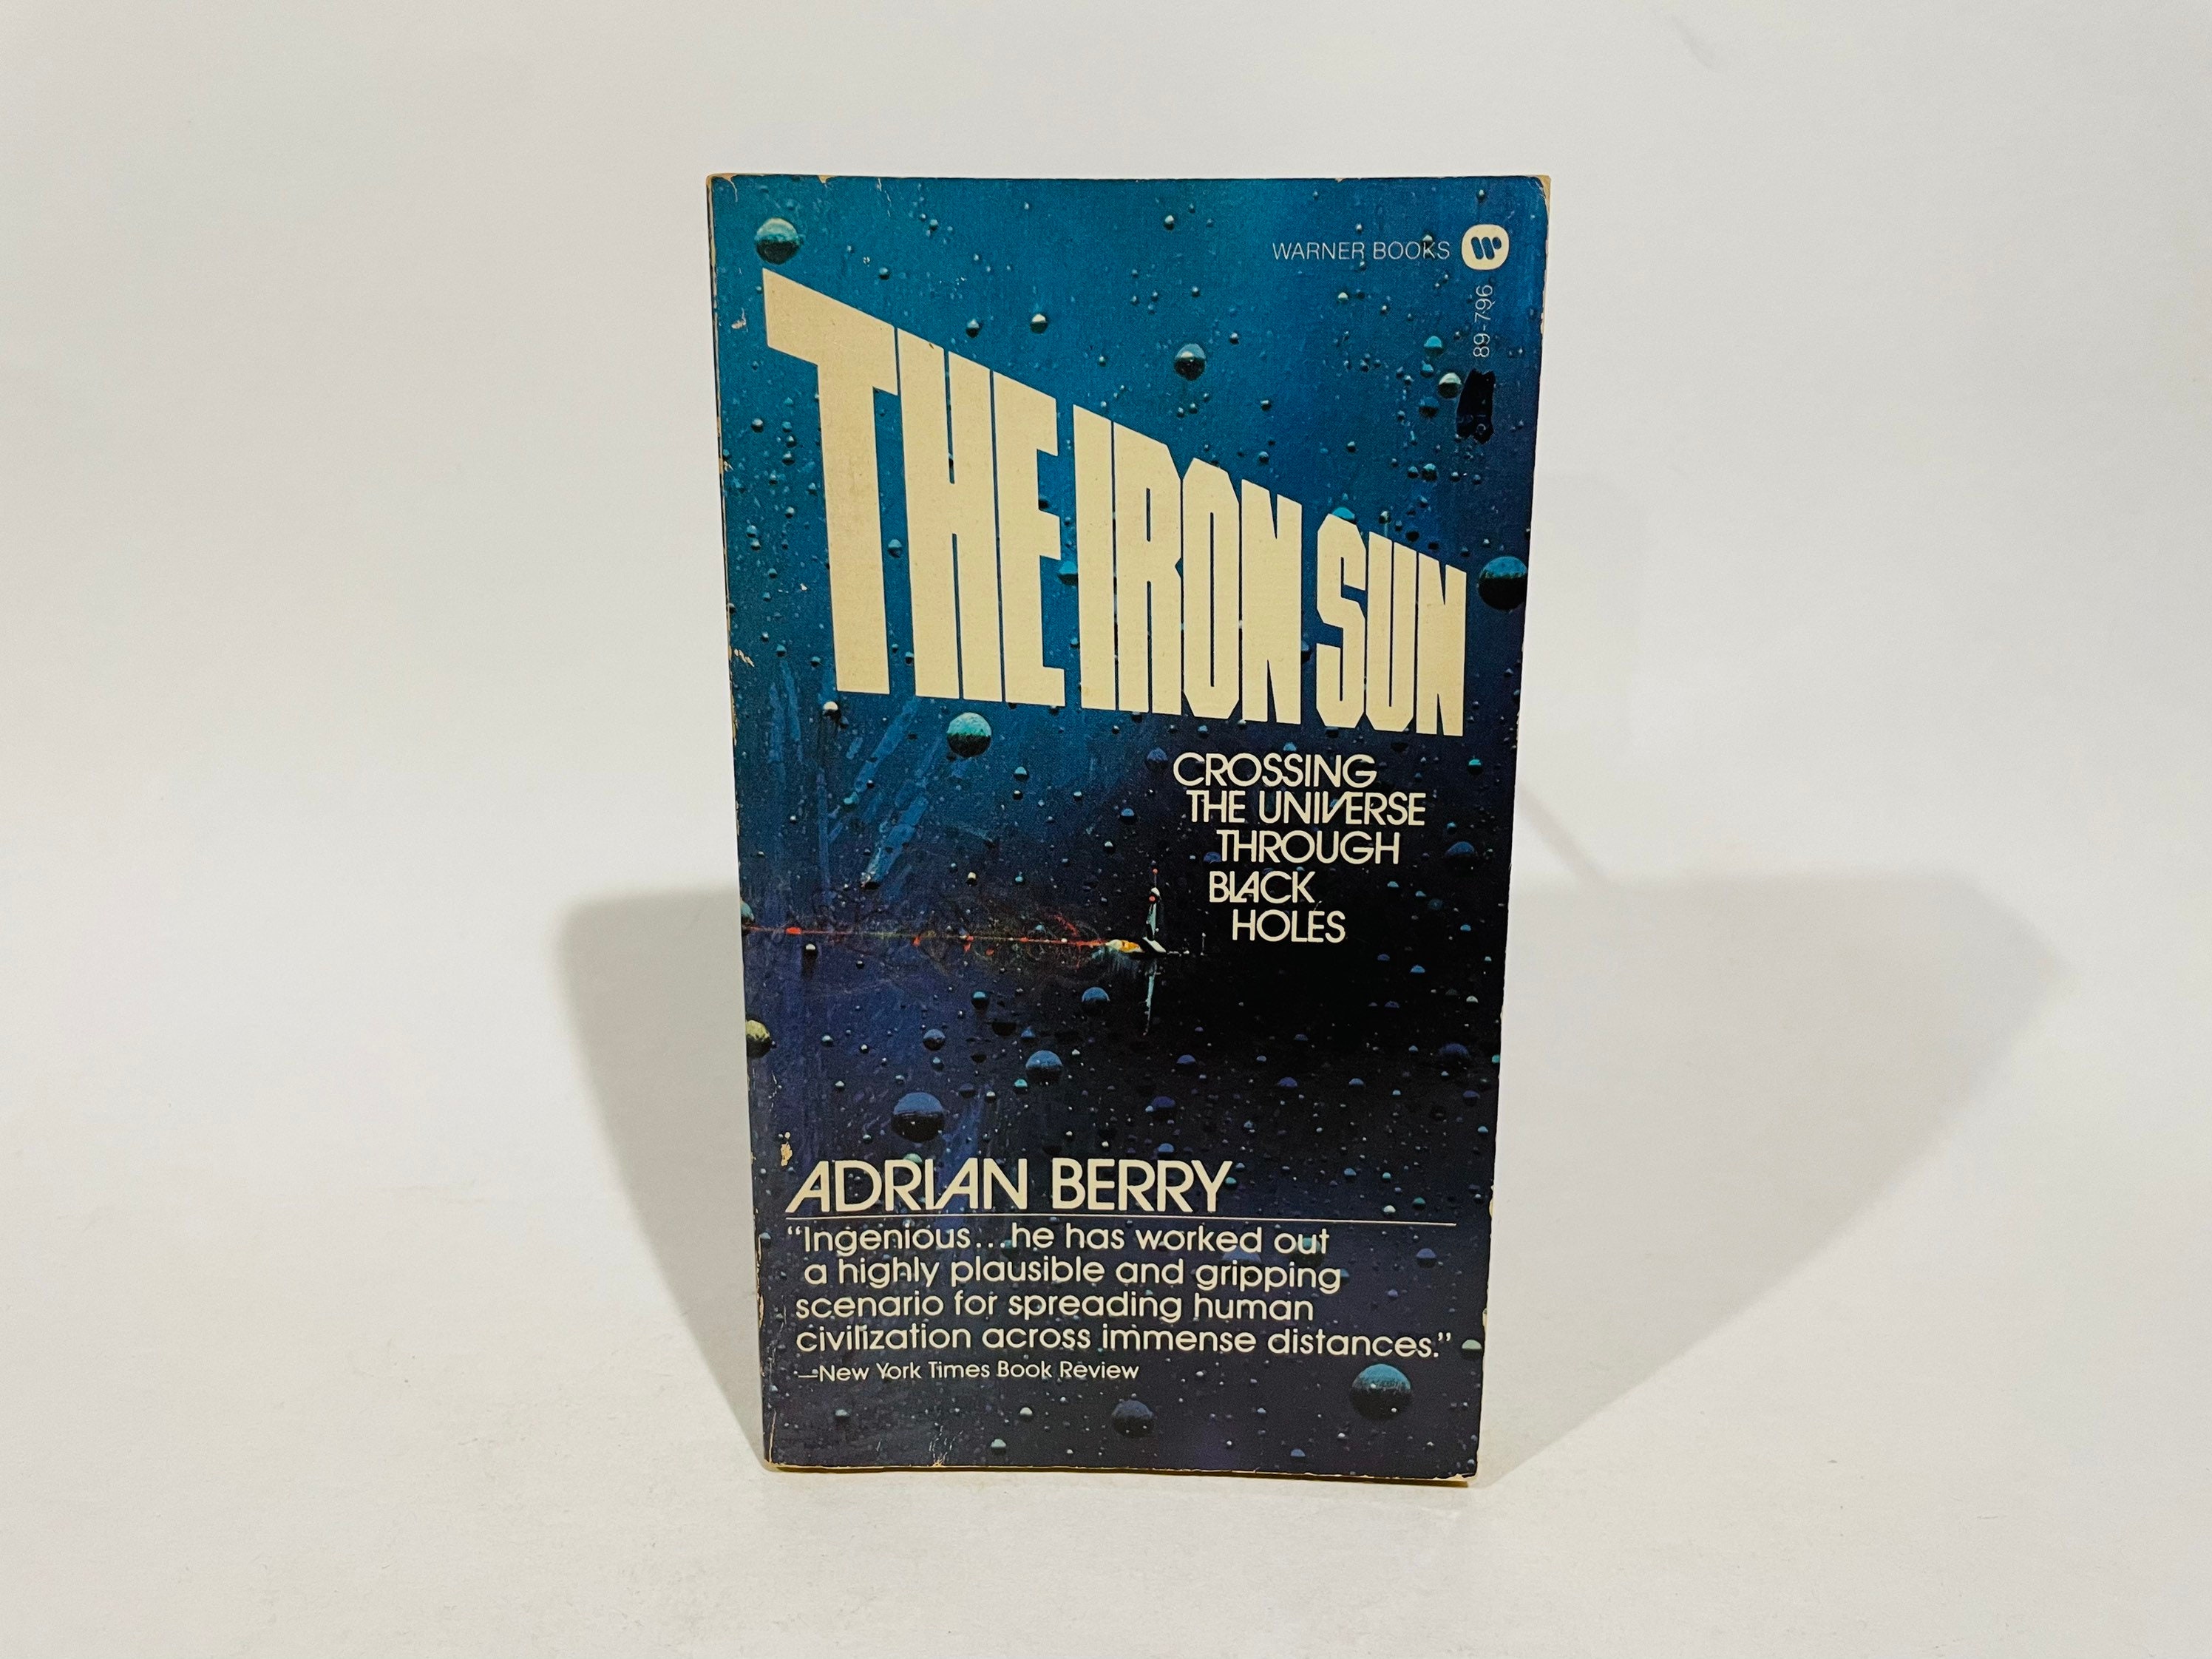 WARNER BOOKS
89-796
THE IRON SUN
CROSSING
THE UNIVERSE
THROUGH
BLACK
HOLES
ADRIAN BERRY
“Ingenious...he has worked out
a highly plausible and gripping
scenario for spreading human
civilization across immense distances.”
—New York Times Book Review